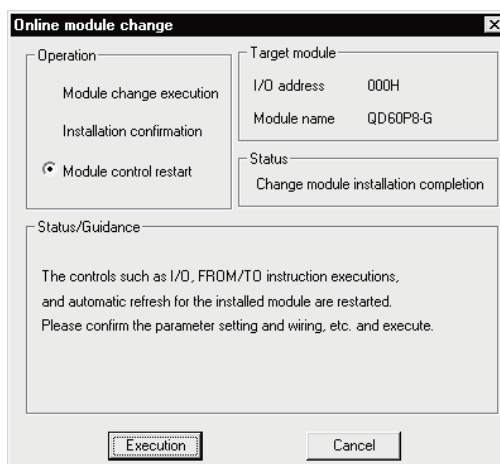 Online module change
Operation
Module change execution
Installation confirmation
Module control restart
Target module
I/O address 000H
Module name QD60P8-G
Status
Change module installation completion
Status/Guidance
The controls such as I/O, FROM/TO instruction executions,
and automatic refresh for the installed module are restarted.
Please confirm the parameter setting and wiring, etc. and execute.
Execution
Cancel